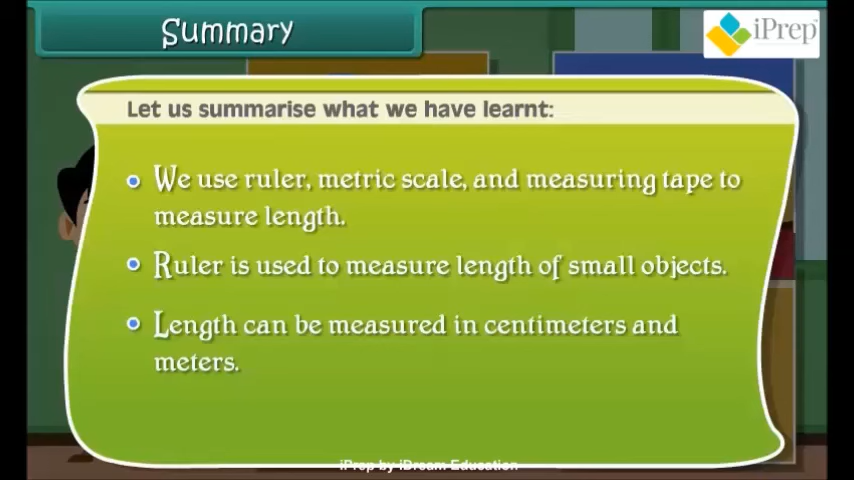 Summary
iPrep
Let us summarise what we have learnt:
We use ruler, metric scale, and measuring tape to
measure length.
Ruler is used to measure length of small objects.
Length can be measured in centimeters and
meters.
iPrep by iDream Education